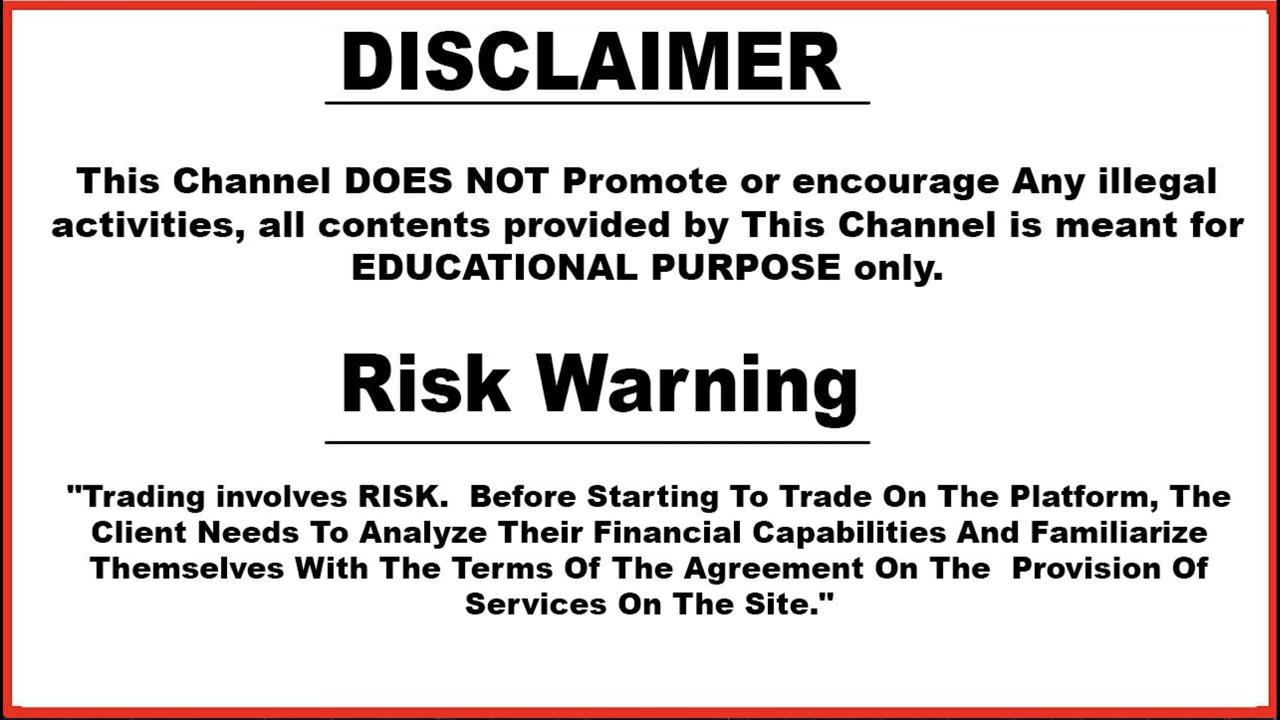 DISCLAIMER
This Channel DOES NOT Promote or encourage Any illegal
activities, all contents provided by This Channel is meant for
EDUCATIONAL PURPOSE only.
Risk Warning
"Trading involves RISK.  Before Starting To Trade On The Platform, The
Client Needs To Analyze Their Financial Capabilities And Familiarize
Themselves With The Terms Of The Agreement On The  Provision Of
Services On The Site."